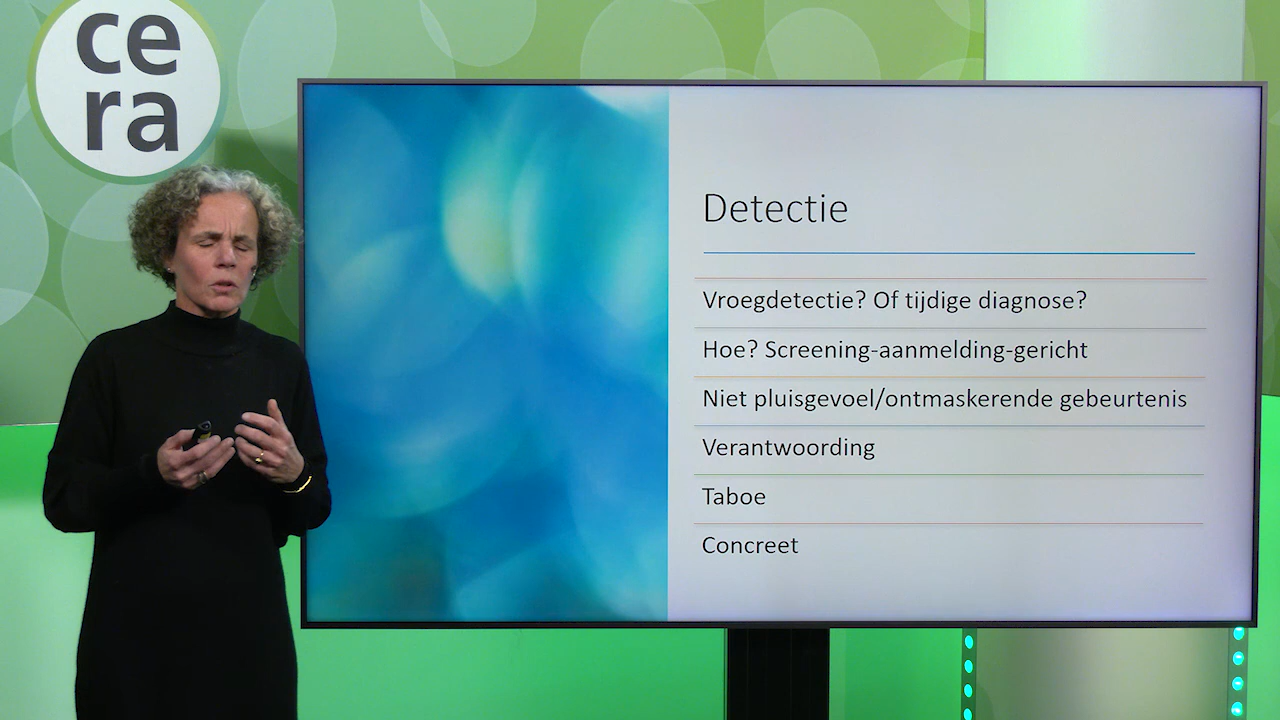 ce
ra
Detectie
Vroegdetectie? Of tijdige diagnose?
Hoe? Screening-aanmelding-gericht
Niet pluisgevoel/ontmaskerende gebeurtenis
Verantwoording
Taboe
Concreet